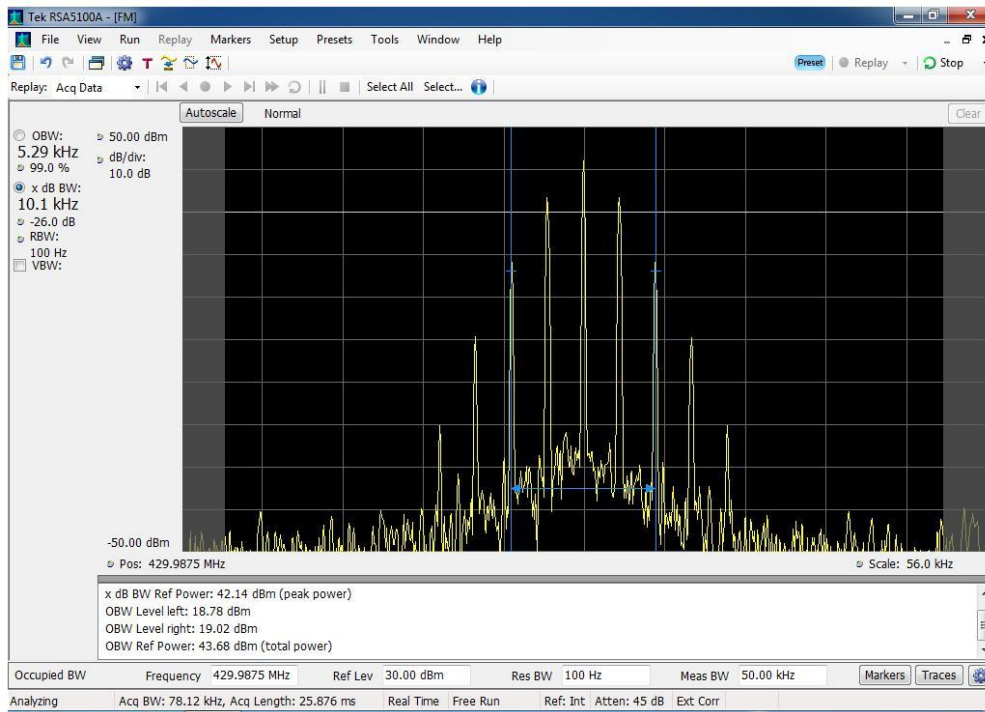 Tek RSA5100A - [FM]
File View Run Replay Markers Setup Presets Tools Window Help
T Preset Replay Stop
Replay: Acq Data Select All Select...
Autoscale Normal Clear
OBW:
5.29 kHz
99.0 %
x dB BW:
10.1 kHz
-26.0 dB
RBW:
100 Hz
VBW:
50.00 dBm
dB/div:
10.0 dB
-50.00 dBm
Pos: 429.9875 MHz Scale: 56.0 kHz
x dB BW Ref Power: 42.14 dBm (peak power)
OBW Level left: 18.78 dBm
OBW Level right: 19.02 dBm
OBW Ref Power: 43.68 dBm (total power)
Occupied BW Frequency 429.9875 MHz Ref Lev 30.00 dBm Res BW 100 Hz Meas BW 50.00 kHz Markers Traces
Analyzing Acq BW: 78.12 kHz, Acq Length: 25.876 ms Real Time Free Run Ref: Int Atten: 45 dB Ext Corr